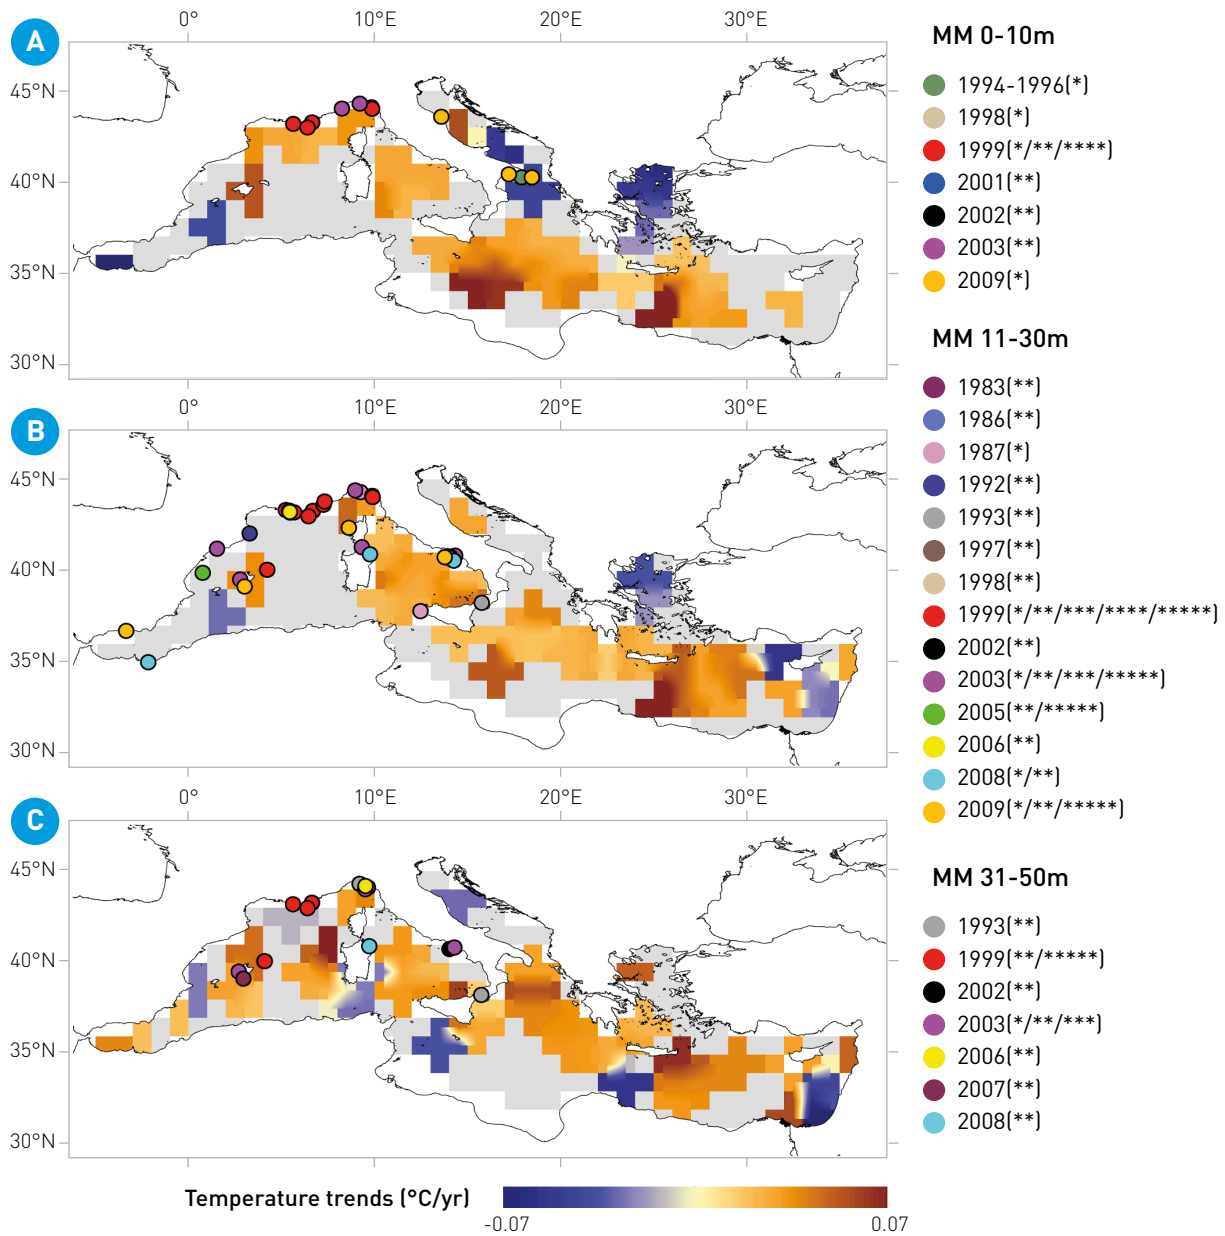 A
0°
10°E
20°E
30°E
45°N
40°N
35°N
30°N
MM 0-10m
1994-1996(*)
1998(*)
1999(*/**/****)
2001(**)
2002(**)
2003(**)
2009(*)
B
0°
10°E
20°E
30°E
45°N
40°N
35°N
30°N
MM 11-30m
1983(**)
1986(**)
1987(*)
1992(**)
1993(**)
1997(**)
1998(**)
1999(*/**/***/****/*****)
2002(**)
2003(*/**/***/*****)
2005(**/*****)
2006(**)
2008(*/**)
2009(*/**/*****)
C
0°
10°E
20°E
30°E
45°N
40°N
35°N
30°N
MM 31-50m
1993(**)
1999(**/*****)
2002(**)
2003(*/**/***)
2006(**)
2007(**)
2008(**)
Temperature trends (°C/yr)
-0.07
0.07